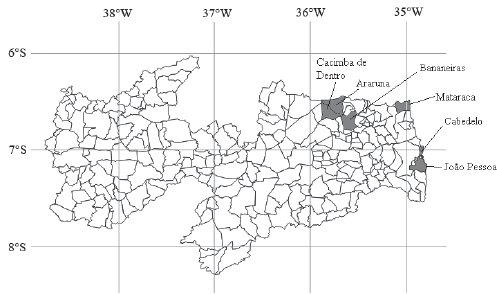 38°W 37°W 36°W 35°W
6°S
Cacimba de
Dentro
Araruna
Bananeiras
Mataraca
Cabedelo
7°S
João Pessoa
8°S